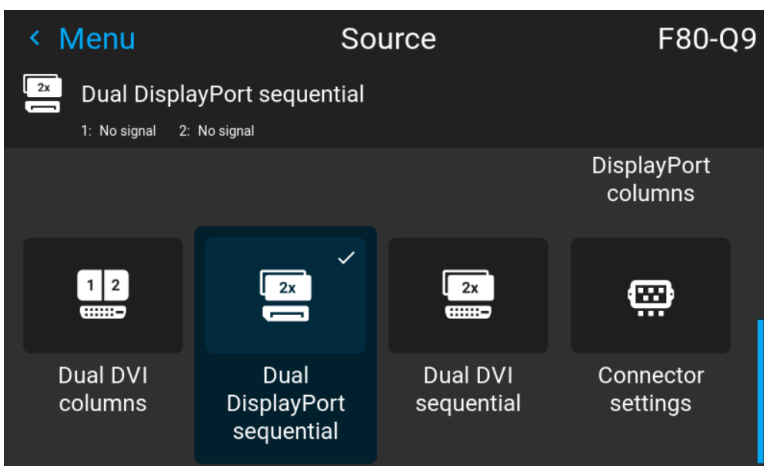 Menu
Source
F80-Q9
2x
Dual DisplayPort sequential
1: No signal 2: No signal
DisplayPort
columns
1 2
2x
2x
Dual DVI
columns
Dual
DisplayPort
sequential
Dual DVI
sequential
Connector
settings